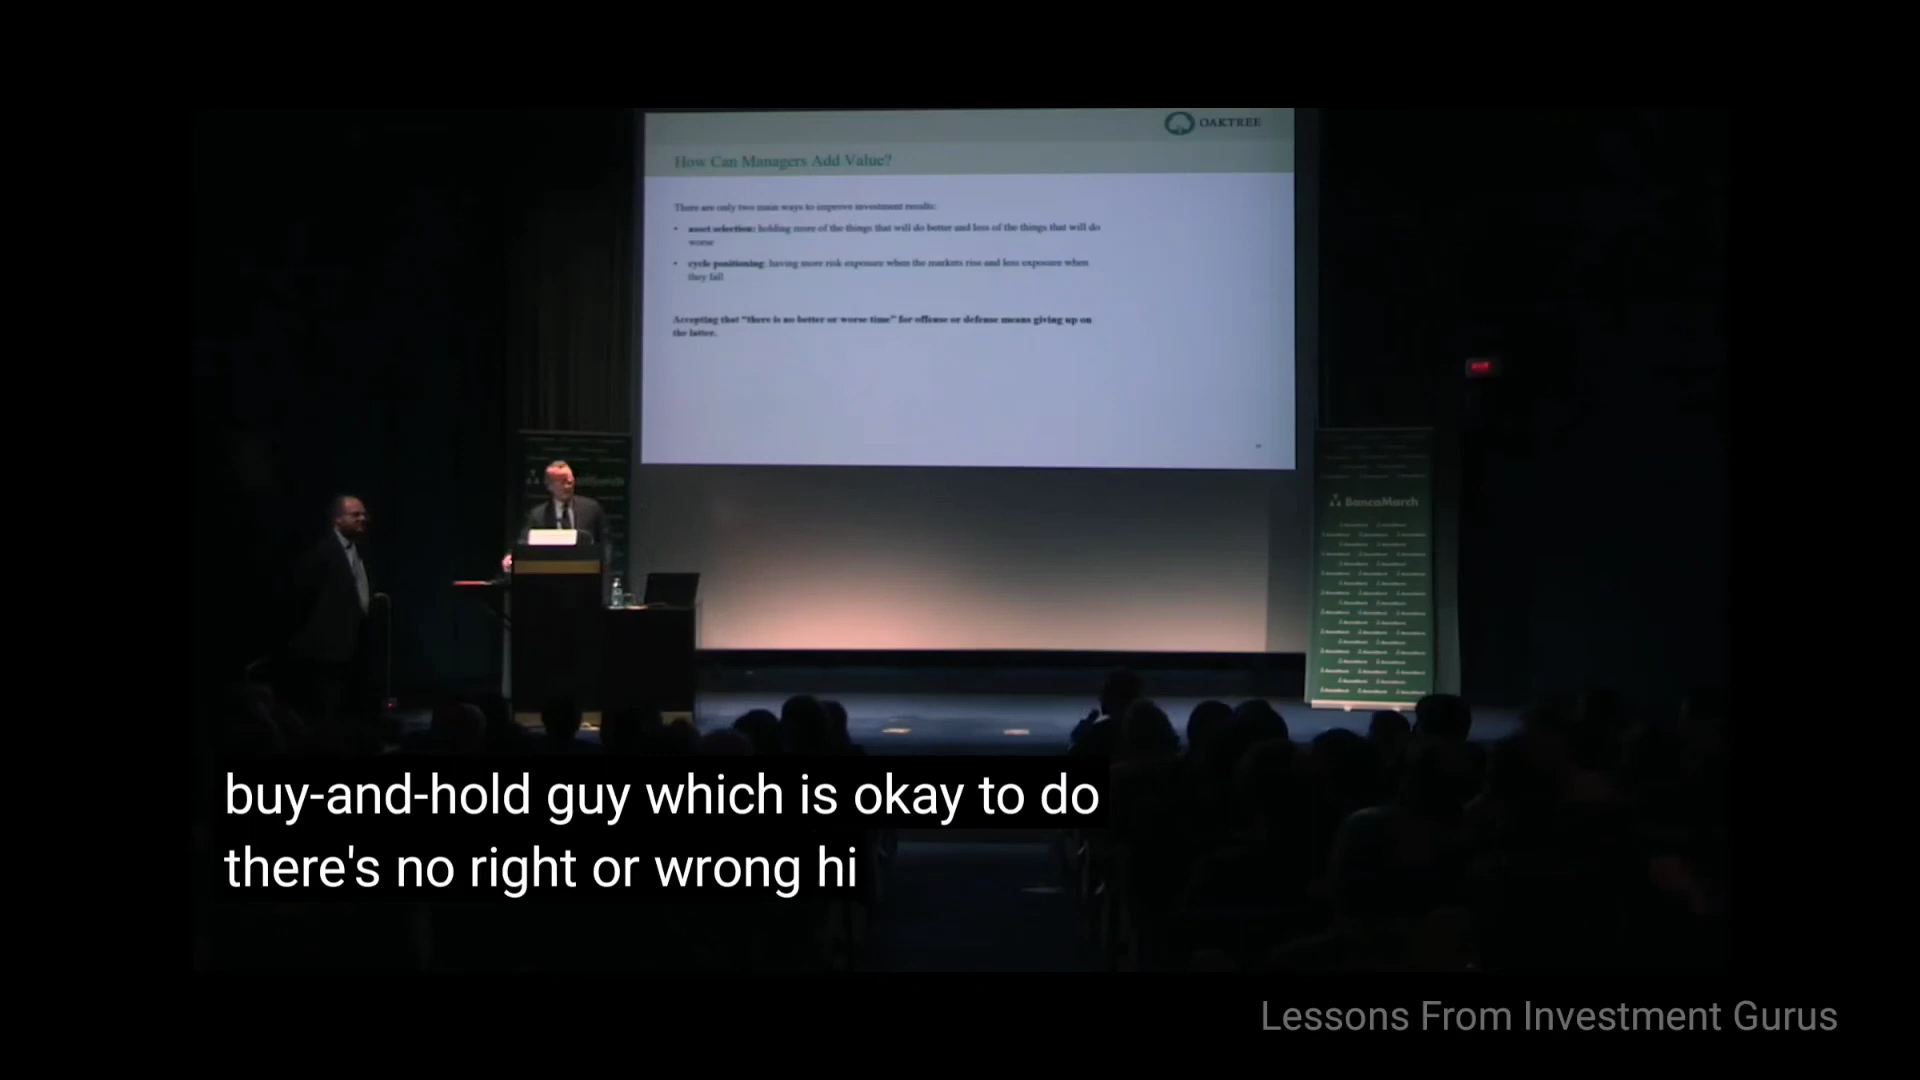 OAKTREE
How Can Managers Add Value?
There are only two main ways to improve investment results:
• asset selection: holding more of the things that will do better and less of the things that will do
worse
• cycle positioning: having more risk exposure when the markets rise and less exposure when
they fall
Accepting that "there is no better or worse time" for offense or defense means giving up on
the latter.
BancaMarch
buy-and-hold guy which is okay to do
there's no right or wrong hi
Lessons From Investment Gurus